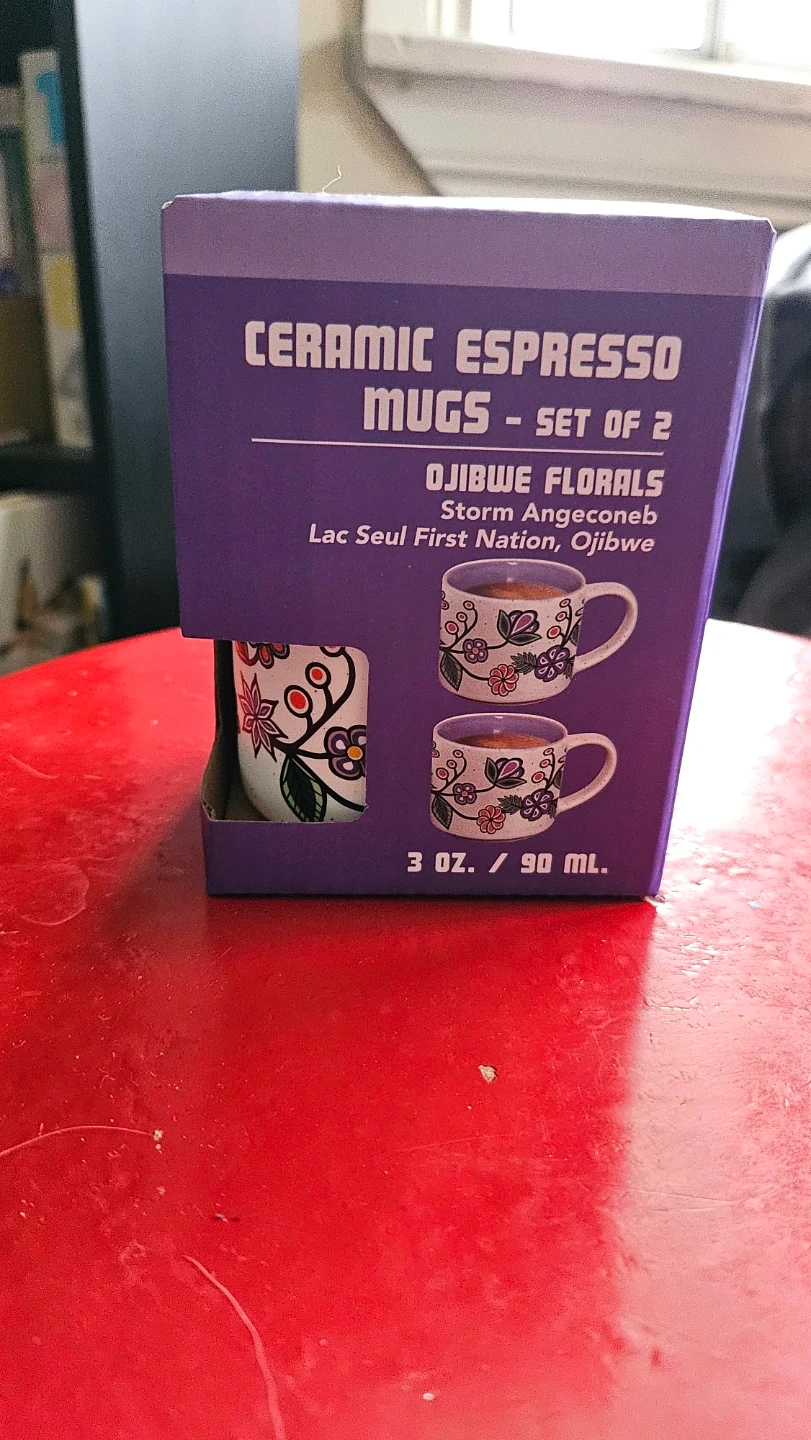 CERAMIC ESPRESSO
MUGS - SET OF 2
OJIBWE FLORALS
Storm Angeconeb
Lac Seul First Nation, Ojibwe
3 OZ. / 90 ML.